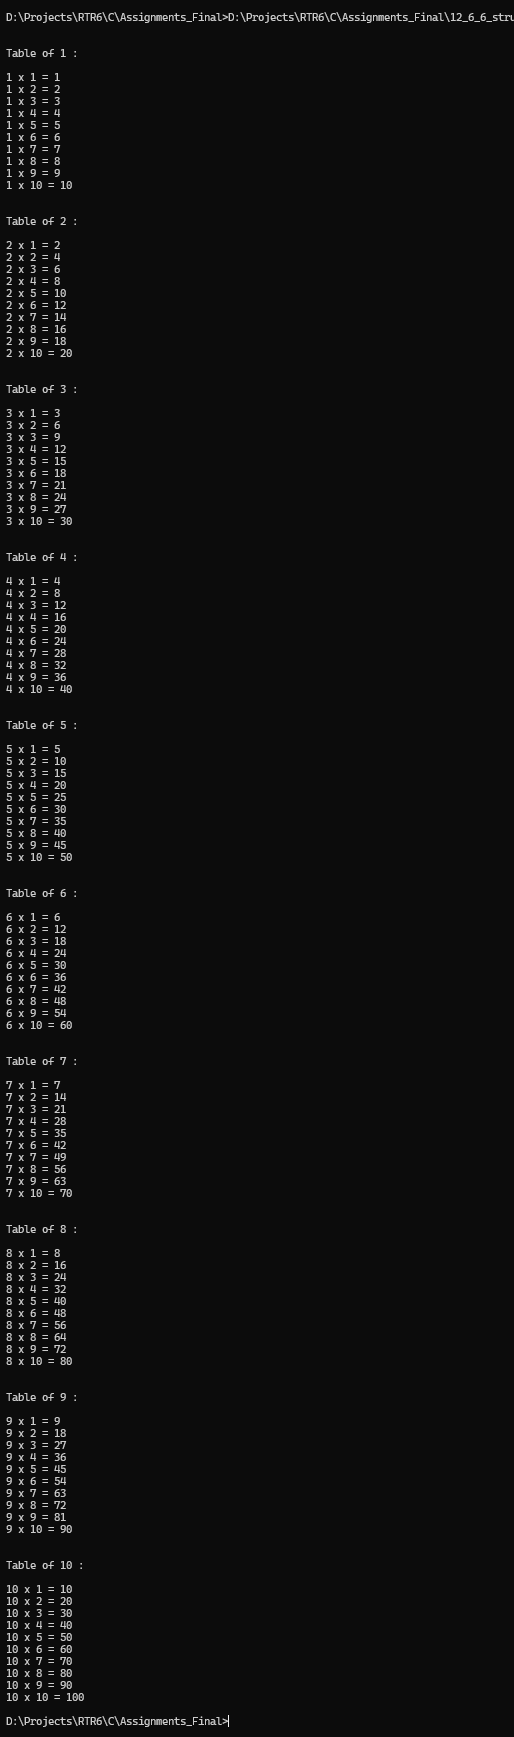 D:\Projects\RTR6\C\Assignments_Final>D:\Projects\RTR6\C\Assignments_Final\12_6_6_stru
Table of 1 :
1 x 1 = 1
1 x 2 = 2
1 x 3 = 3
1 x 4 = 4
1 x 5 = 5
1 x 6 = 6
1 x 7 = 7
1 x 8 = 8
1 x 9 = 9
1 x 10 = 10
Table of 2 :
2 x 1 = 2
2 x 2 = 4
2 x 3 = 6
2 x 4 = 8
2 x 5 = 10
2 x 6 = 12
2 x 7 = 14
2 x 8 = 16
2 x 9 = 18
2 x 10 = 20
Table of 3 :
3 x 1 = 3
3 x 2 = 6
3 x 3 = 9
3 x 4 = 12
3 x 5 = 15
3 x 6 = 18
3 x 7 = 21
3 x 8 = 24
3 x 9 = 27
3 x 10 = 30
Table of 4 :
4 x 1 = 4
4 x 2 = 8
4 x 3 = 12
4 x 4 = 16
4 x 5 = 20
4 x 6 = 24
4 x 7 = 28
4 x 8 = 32
4 x 9 = 36
4 x 10 = 40
Table of 5 :
5 x 1 = 5
5 x 2 = 10
5 x 3 = 15
5 x 4 = 20
5 x 5 = 25
5 x 6 = 30
5 x 7 = 35
5 x 8 = 40
5 x 9 = 45
5 x 10 = 50
Table of 6 :
6 x 1 = 6
6 x 2 = 12
6 x 3 = 18
6 x 4 = 24
6 x 5 = 30
6 x 6 = 36
6 x 7 = 42
6 x 8 = 48
6 x 9 = 54
6 x 10 = 60
Table of 7 :
7 x 1 = 7
7 x 2 = 14
7 x 3 = 21
7 x 4 = 28
7 x 5 = 35
7 x 6 = 42
7 x 7 = 49
7 x 8 = 56
7 x 9 = 63
7 x 10 = 70
Table of 8 :
8 x 1 = 8
8 x 2 = 16
8 x 3 = 24
8 x 4 = 32
8 x 5 = 40
8 x 6 = 48
8 x 7 = 56
8 x 8 = 64
8 x 9 = 72
8 x 10 = 80
Table of 9 :
9 x 1 = 9
9 x 2 = 18
9 x 3 = 27
9 x 4 = 36
9 x 5 = 45
9 x 6 = 54
9 x 7 = 63
9 x 8 = 72
9 x 9 = 81
9 x 10 = 90
Table of 10 :
10 x 1 = 10
10 x 2 = 20
10 x 3 = 30
10 x 4 = 40
10 x 5 = 50
10 x 6 = 60
10 x 7 = 70
10 x 8 = 80
10 x 9 = 90
10 x 10 = 100
D:\Projects\RTR6\C\Assignments_Final>